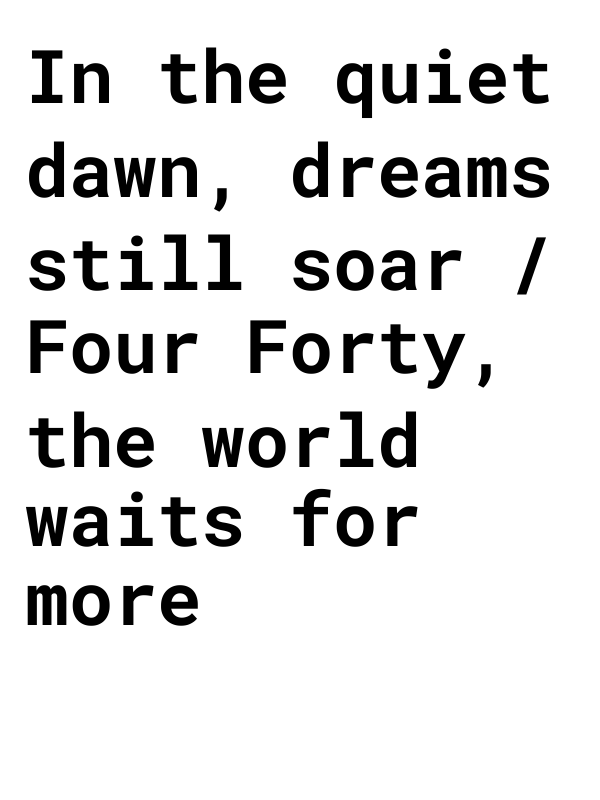 In the quiet
dawn, dreams
still soar /
Four Forty,
the world
waits for
more